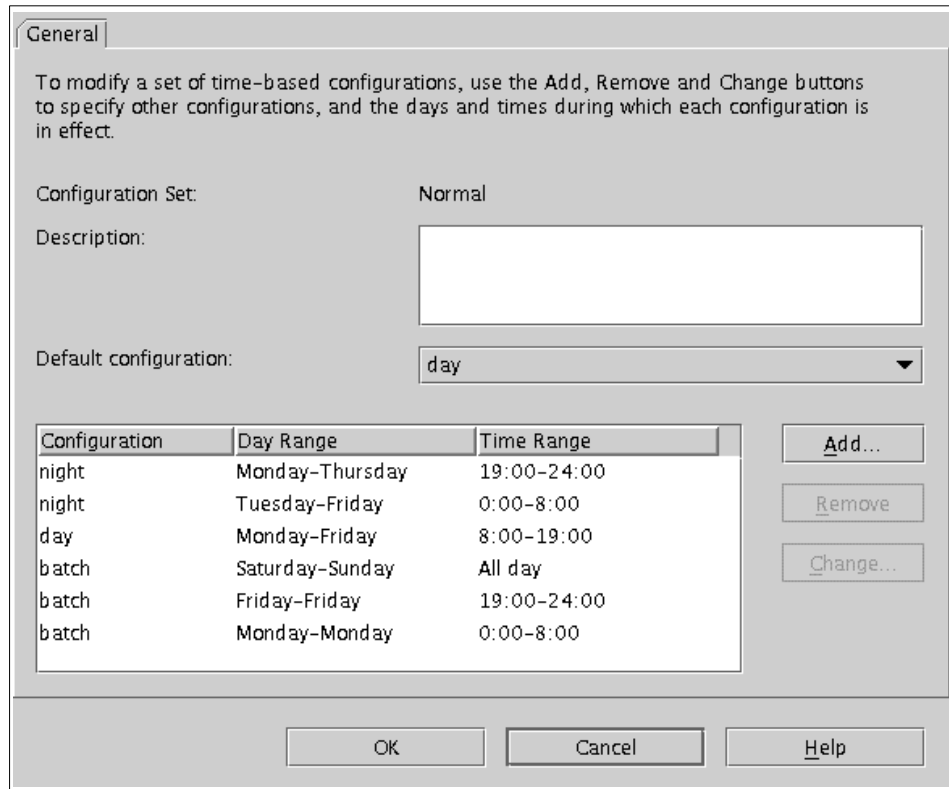 General
To modify a set of time-based configurations, use the Add, Remove and Change buttons
to specify other configurations, and the days and times during which each configuration is
in effect.
Configuration Set: Normal
Description:
Default configuration: day
Configuration Day Range Time Range
night Monday-Thursday 19:00-24:00
night Tuesday-Friday 0:00-8:00
day Monday-Friday 8:00-19:00
batch Saturday-Sunday All day
batch Friday-Friday 19:00-24:00
batch Monday-Monday 0:00-8:00
Add...
Remove
Change...
OK Cancel Help